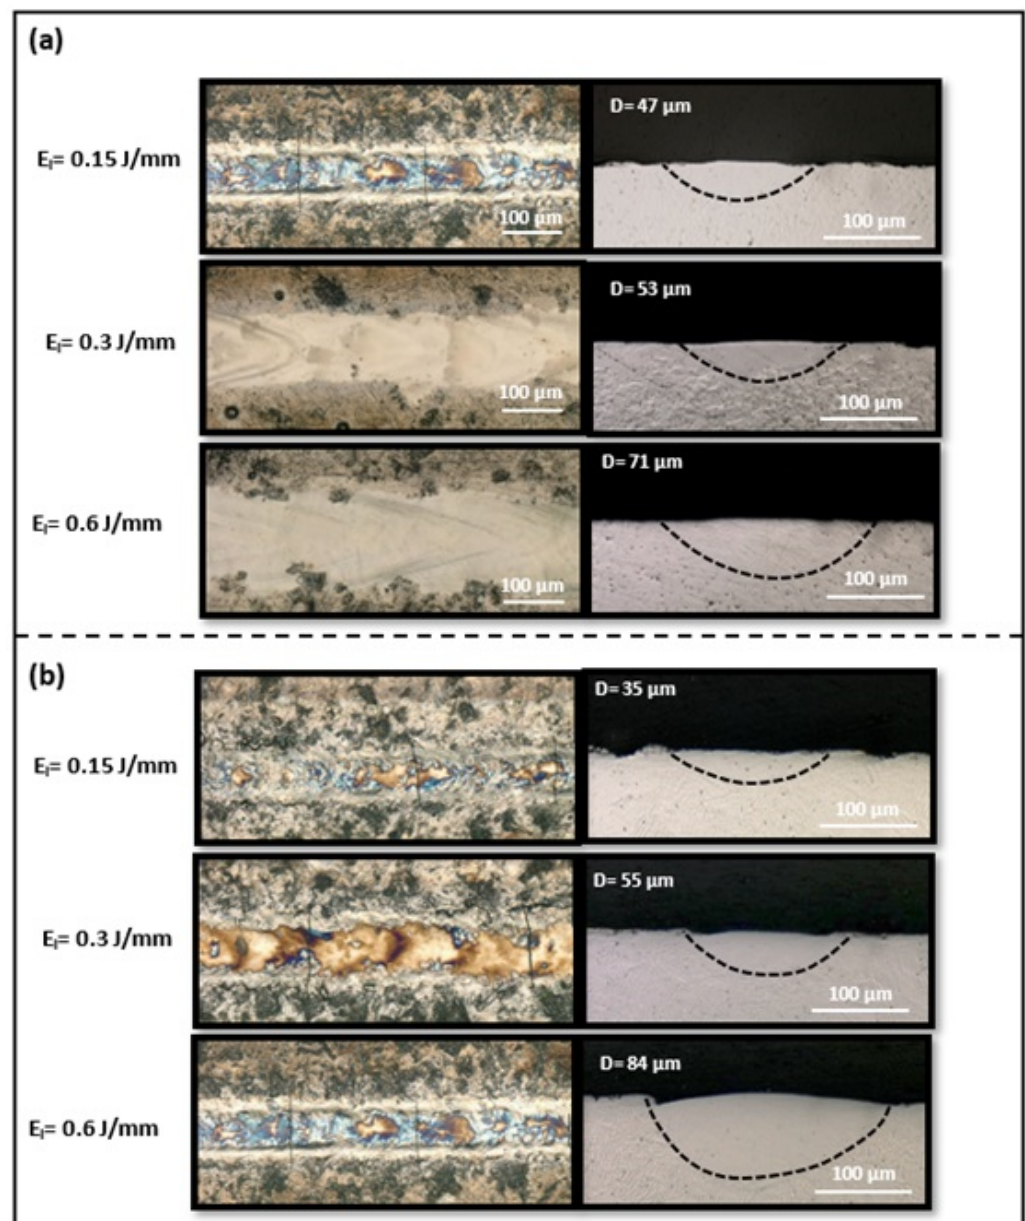 (a)
Eₗ= 0.15 J/mm
100 µm
D= 47 µm
100 µm
Eₗ= 0.3 J/mm
100 µm
D= 53 µm
100 µm
Eₗ= 0.6 J/mm
100 µm
D= 71 µm
100 µm
(b)
Eₗ= 0.15 J/mm
D= 35 µm
100 µm
Eₗ= 0.3 J/mm
D= 55 µm
100 µm
Eₗ= 0.6 J/mm
D= 84 µm
100 µm